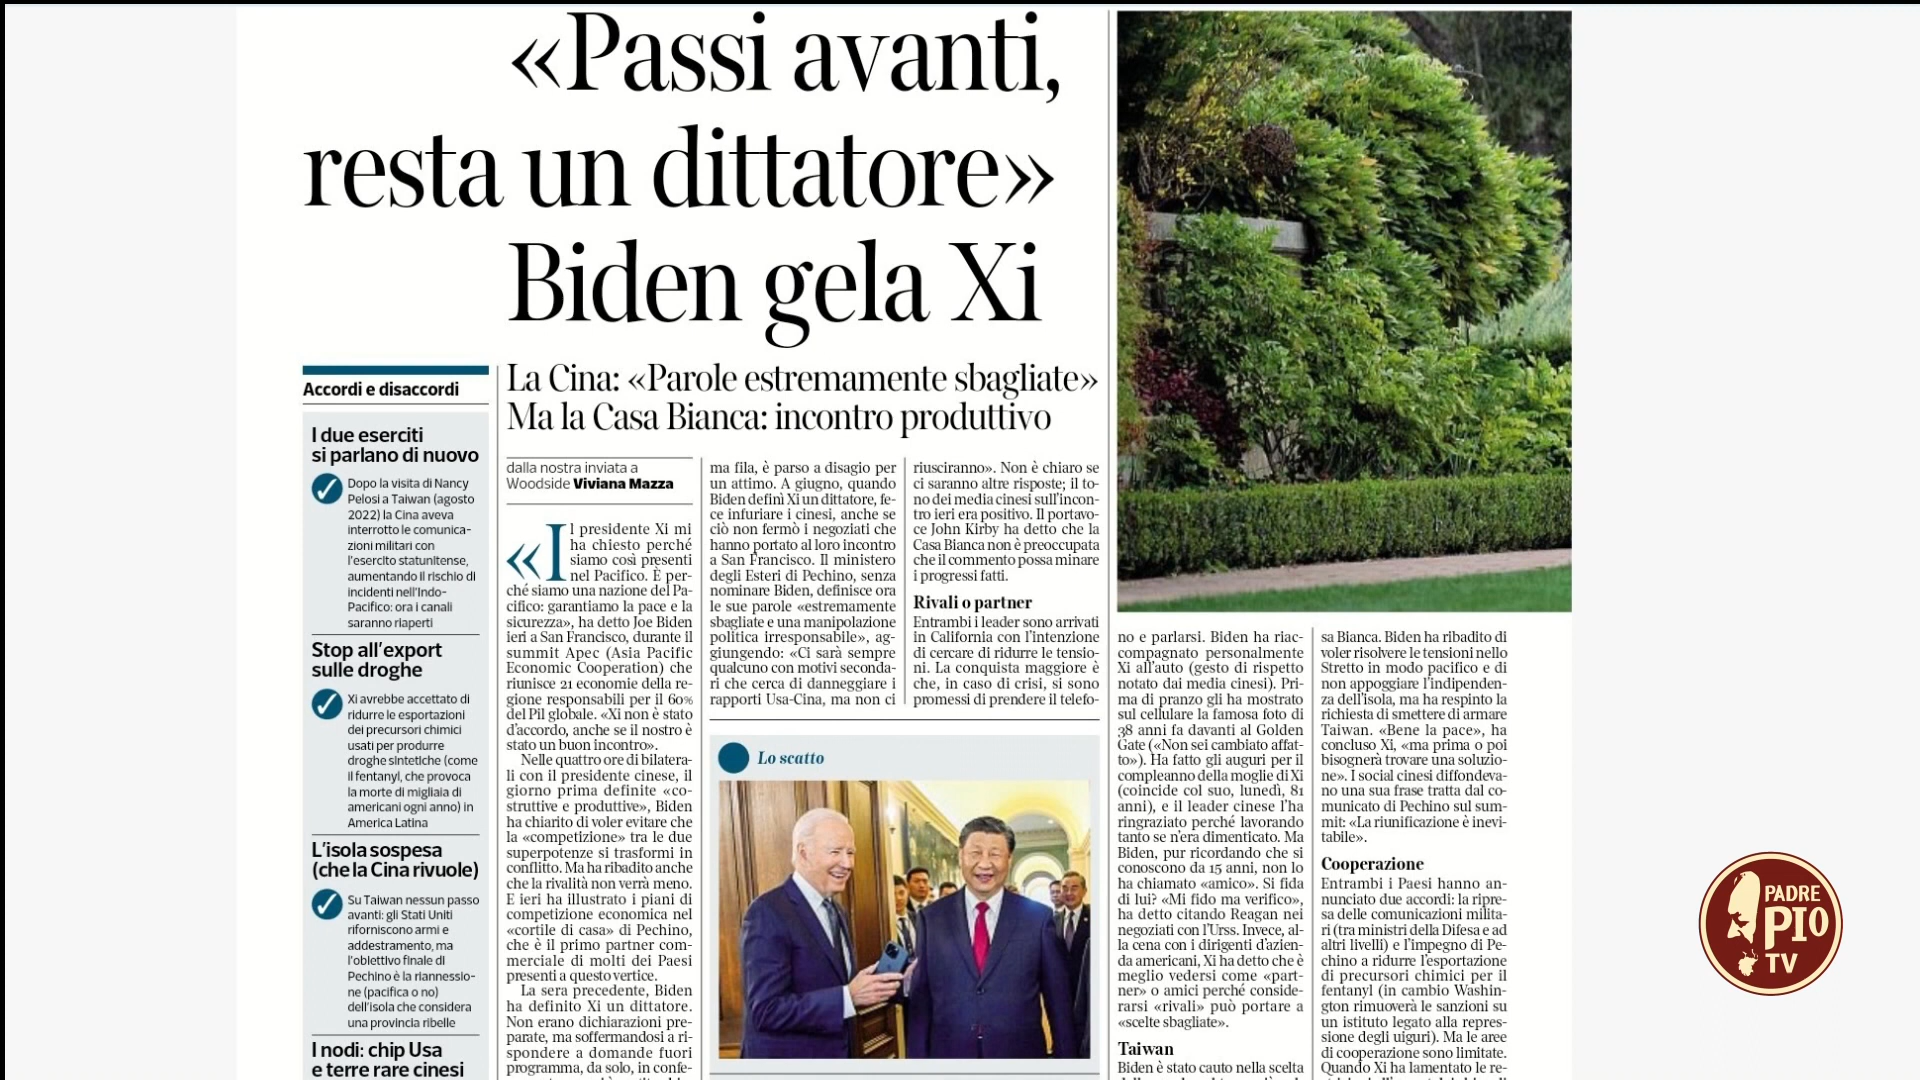 «Passi avanti,
resta un dittatore»
Biden gela Xi
La Cina: «Parole estremamente sbagliate»
Ma la Casa Bianca: incontro produttivo
Accordi e disaccordi
I due eserciti
si parlano di nuovo
Dopo la visita di Nancy
Pelosi a Taiwan (agosto
2022) la Cina aveva
interrotto le comunica-
zioni militari con
l'esercito statunitense,
aumentando il rischio di
incidenti nell'Indo-
Pacifico: ora i canali
saranno riaperti
Stop all'export
sulle droghe
Xi avrebbe accettato di
ridurre le esportazioni
dei precursori chimici
usati per produrre
droghe sintetiche (come
il fentanyl, che provoca
la morte di migliaia di
americani ogni anno) in
America Latina
L'isola sospesa
(che la Cina rivuole)
Su Taiwan nessun passo
avanti: gli Stati Uniti
riforniscono armi e
addestramento, ma
l'obiettivo finale di
Pechino è la riannessio-
ne (pacifica o no)
dell'isola che considera
una provincia ribelle
I nodi: chip Usa
e terre rare cinesi
dalla nostra inviata a
Woodside Viviana Mazza
«Il presidente Xi mi
ha chiesto perché
siamo così presenti
nel Pacifico. È per-
ché siamo una nazione del Pa-
cifico: garantiamo la pace e la
sicurezza», ha detto Joe Biden
ieri a San Francisco, durante il
summit Apec (Asia Pacific
Economic Cooperation) che
riunisce 21 economie della re-
gione responsabili per il 60%
del Pil globale. «Xi non è stato
d'accordo, anche se il nostro è
stato un buon incontro».
Nelle quattro ore di bilatera-
li con il presidente cinese, il
giorno prima definite «co-
struttive e produttive», Biden
ha chiarito di voler evitare che
la «competizione» tra le due
superpotenze si trasformi in
conflitto. Ma ha ribadito anche
che la rivalità non verrà meno.
E ieri ha illustrato i piani di
competizione economica nel
«cortile di casa» di Pechino,
che è il primo partner com-
merciale di molti dei Paesi
presenti a questo vertice.
La sera precedente, Biden
ha definito Xi un dittatore.
Non erano dichiarazioni pre-
parate, ma soffermandosi a ri-
spondere a domande fuori
programma, da solo, in confe-
ma fila, è parso a disagio per
un attimo. A giugno, quando
Biden definì Xi un dittatore, fe-
ce infuriare i cinesi, anche se
ciò non fermò i negoziati che
hanno portato al loro incontro
a San Francisco. Il ministero
degli Esteri di Pechino, senza
nominare Biden, definisce ora
le sue parole «estremamente
sbagliate e una manipolazione
politica irresponsabile», ag-
giungendo: «Ci sarà sempre
qualcuno con motivi seconda-
ri che cerca di danneggiare i
rapporti Usa-Cina, ma non ci
riusciranno». Non è chiaro se
ci saranno altre risposte; il to-
no dei media cinesi sull'incon-
tro ieri era positivo. Il portavo-
ce John Kirby ha detto che la
Casa Bianca non è preoccupata
che il commento possa minare
i progressi fatti.
Rivali o partner
Entrambi i leader sono arrivati
in California con l'intenzione
di cercare di ridurre le tensio-
ni. La conquista maggiore è
che, in caso di crisi, si sono
promessi di prendere il telefo-
Lo scatto
no e parlarsi. Biden ha riac-
compagnato personalmente
Xi all'auto (gesto di rispetto
notato dai media cinesi). Pri-
ma di pranzo gli ha mostrato
sul cellulare la famosa foto di
38 anni fa davanti al Golden
Gate («Non sei cambiato affat-
to»). Ha fatto gli auguri per il
compleanno della moglie di Xi
(coincide col suo, lunedì, 81
anni), e il leader cinese l'ha
ringraziato perché lavorando
tanto se n'era dimenticato. Ma
Biden, pur ricordando che si
conoscono da 15 anni, non lo
ha chiamato «amico». Si fida
di lui? «Mi fido ma verifico»,
ha detto citando Reagan nei
negoziati con l'Urss. Invece, al-
la cena con i dirigenti d'azien-
da americani, Xi ha detto che è
meglio vedersi come «part-
ner» o amici perché conside-
rarsi «rivali» può portare a
«scelte sbagliate».
Taiwan
Biden è stato cauto nella scelta
sa Bianca. Biden ha ribadito di
voler risolvere le tensioni nello
Stretto in modo pacifico e di
non appoggiare l'indipenden-
za dell'isola, ma ha respinto la
richiesta di smettere di armare
Taiwan. «Bene la pace», ha
concluso Xi, «ma prima o poi
bisognerà trovare una soluzio-
ne». I social cinesi diffondeva-
no una sua frase tratta dal co-
municato di Pechino sul sum-
mit: «La riunificazione è inevi-
tabile».
Cooperazione
Entrambi i Paesi hanno an-
nunciato due accordi: la ripre-
sa delle comunicazioni milita-
ri (tra ministri della Difesa e ad
altri livelli) e l'impegno di Pe-
chino a ridurre l'esportazione
di precursori chimici per il
fentanyl (in cambio Washin-
gton rimuoverà le sanzioni su
un istituto legato alla repres-
sione degli uiguri). Ma le aree
di cooperazione sono limitate.
Quando Xi ha lamentato le re-
PADRE
PIO
TV